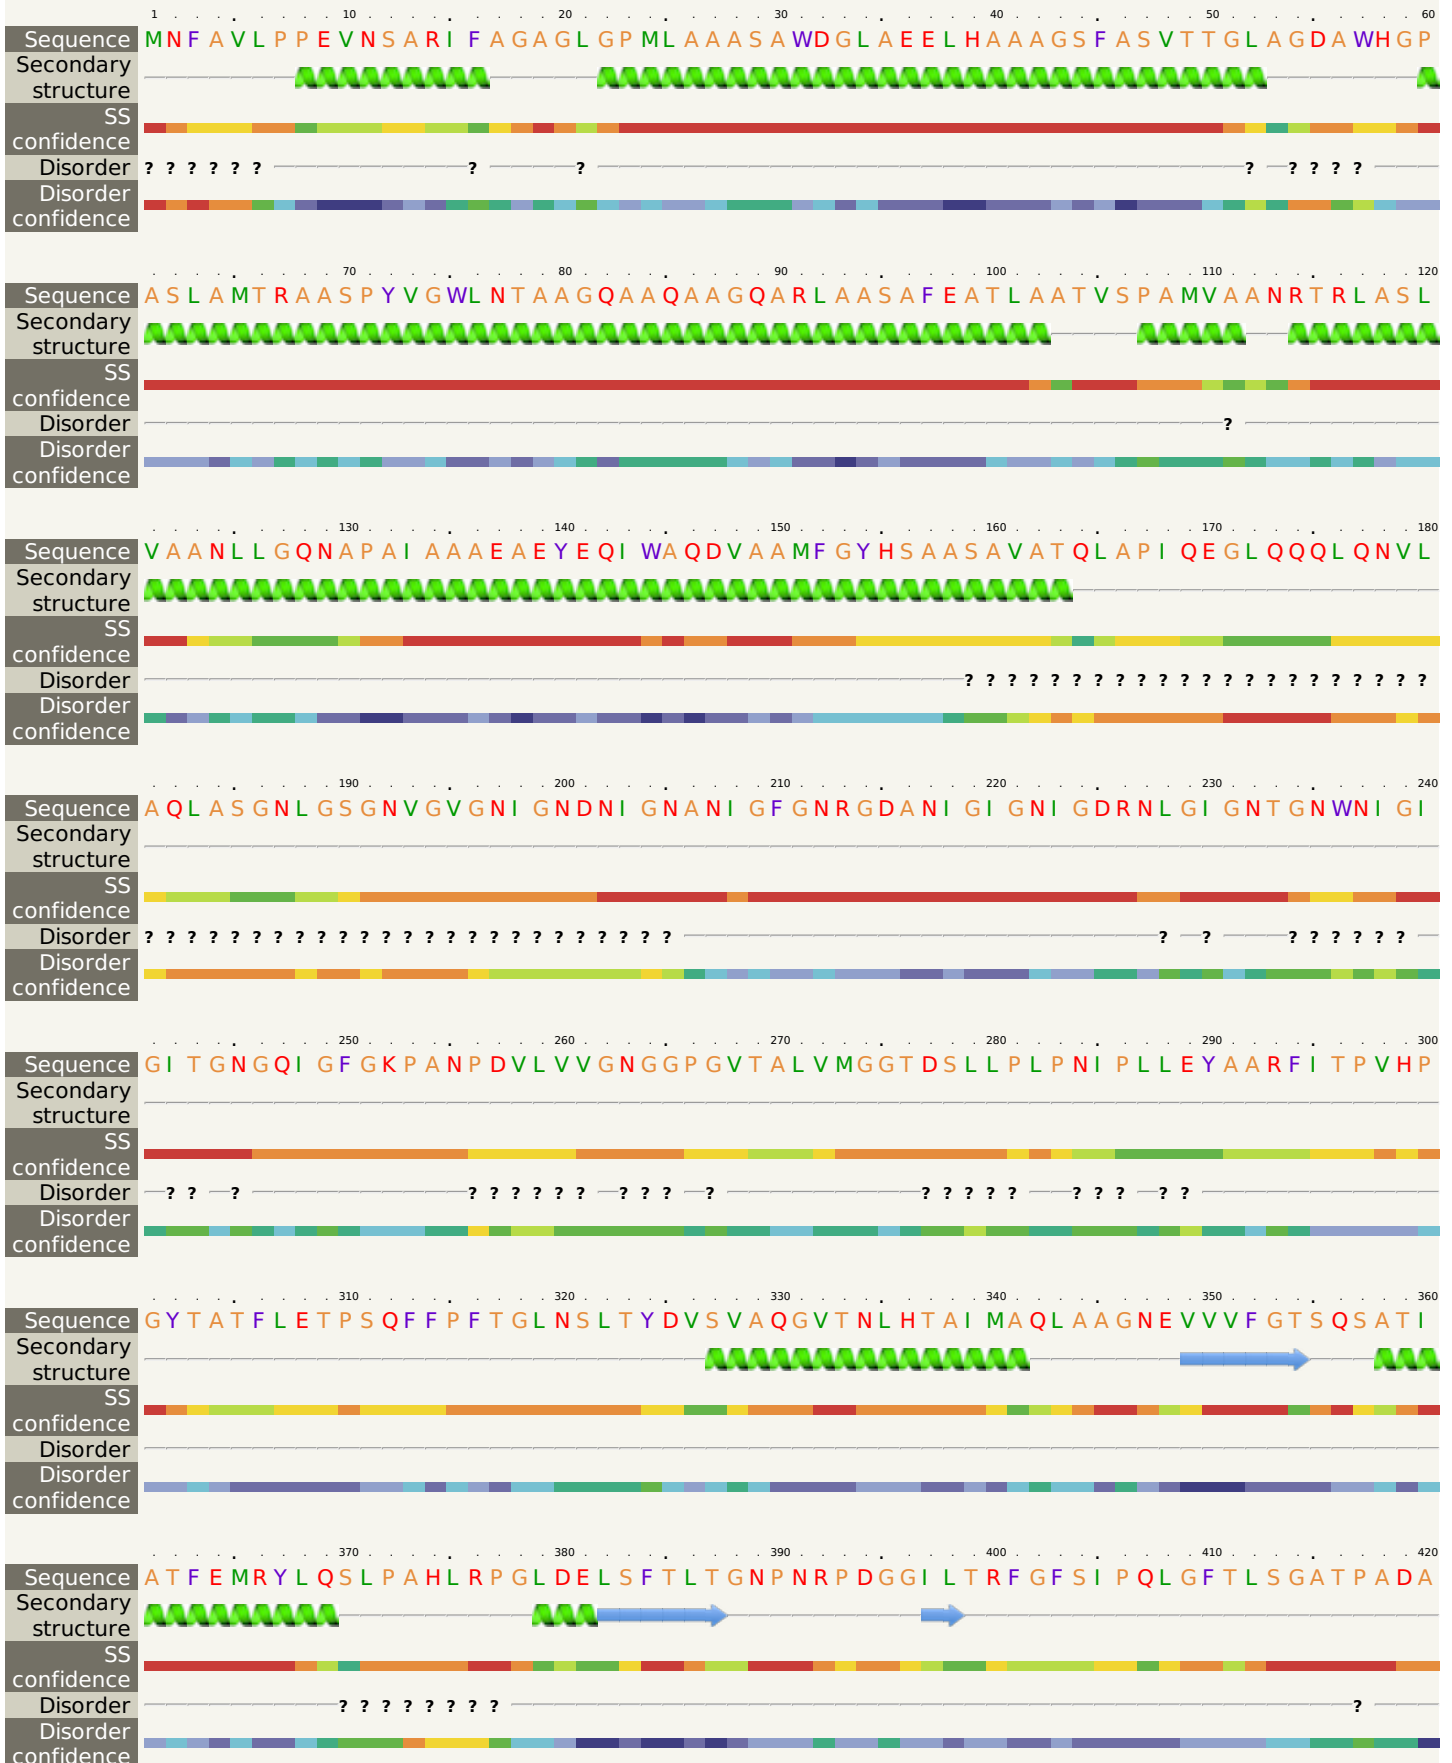 1 10 20 30 40 50 60
Sequence MNFAVLPPEVNSARIFAGAGLGPMLAAASAWDGLAEELHAAAGSFASVTTGLAGDAWHGP
Secondary
structure
SS
confidence
Disorder ? ? ? ? ? ? ? ? ? ? ? ? ?
Disorder
confidence
70 80 90 100 110 120
Sequence ASLAMTRAASPYVGWLNTAAGQAAQAAGQARLAASAFEATLAATVSPAMVAANRTRLASL
Secondary
structure
SS
confidence
Disorder ?
Disorder
confidence
130 140 150 160 170 180
Sequence VAANLLGQNAPAIAAAEAEYEQIWAQDVAAMFGYHSAASAVATQLAPIQEGLQQQLQNVL
Secondary
structure
SS
confidence
Disorder ? ? ? ? ? ? ? ? ? ? ? ? ? ? ? ? ? ? ? ? ? ?
Disorder
confidence
190 200 210 220 230 240
Sequence AQLASGNLGSGNVGVGNIGNDNIGNANIGFGNRGDANIGIGNIGDRNLGIGNTGNWNIGI
Secondary
structure
SS
confidence
Disorder ? ? ? ? ? ? ? ? ? ? ? ? ? ? ? ? ? ? ? ? ? ? ? ? ? ? ? ? ? ? ? ? ?
Disorder
confidence
250 260 270 280 290 300
Sequence GITGNGQIGFGKPANPDVLVVGNGGPGVTALVMGGTDSLLPLPNIPLLEYAARFITPVHP
Secondary
structure
SS
confidence
Disorder ? ? ? ? ? ? ? ? ? ? ? ? ? ? ? ? ? ? ? ? ? ? ?
Disorder
confidence
310 320 330 340 350 360
Sequence GYTATFLETPSQFFPFTGLNSLTYDVSVAQGVTNLHTAIMAQLAAGNEVVVFGTSQSATI
Secondary
structure
SS
confidence
Disorder
Disorder
confidence
370 380 390 400 410 420
Sequence ATFEMRYLQSLPAHLRPGLDELSFTLTGNPNRPDGGILTRFGFSIPQLGFTLSGATPADA
Secondary
structure
SS
confidence
Disorder ? ? ? ? ? ? ? ? ?
Disorder
confidence